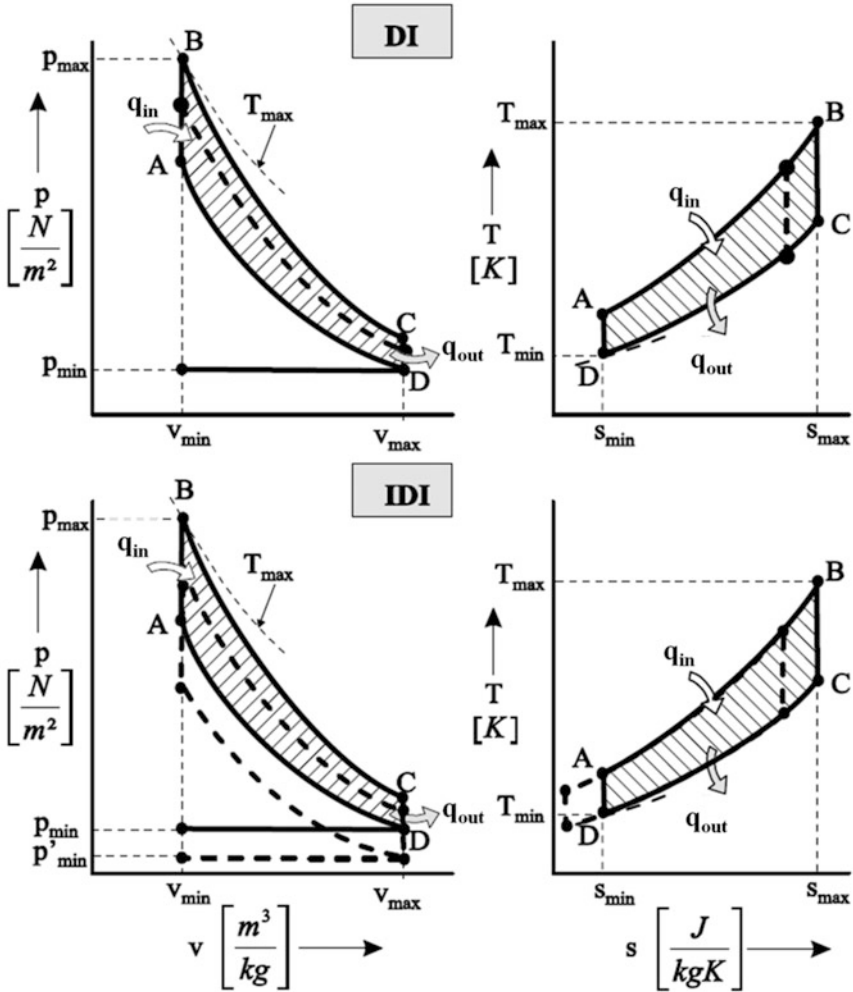 DI
B
p_max
q_in
T_max
A
p
[N/m²]
C
q_out
p_min
D
v_min
v_max
B
T_max
q_in
T
[K]
C
A
T_min
D
q_out
s_min
s_max
IDI
B
p_max
q_in
T_max
A
p
[N/m²]
C
q_out
p_min
D
p'_min
v_min
v_max
v [m³/kg]
B
T_max
q_in
T
[K]
C
A
T_min
D
q_out
s_min
s_max
s [J/kgK]